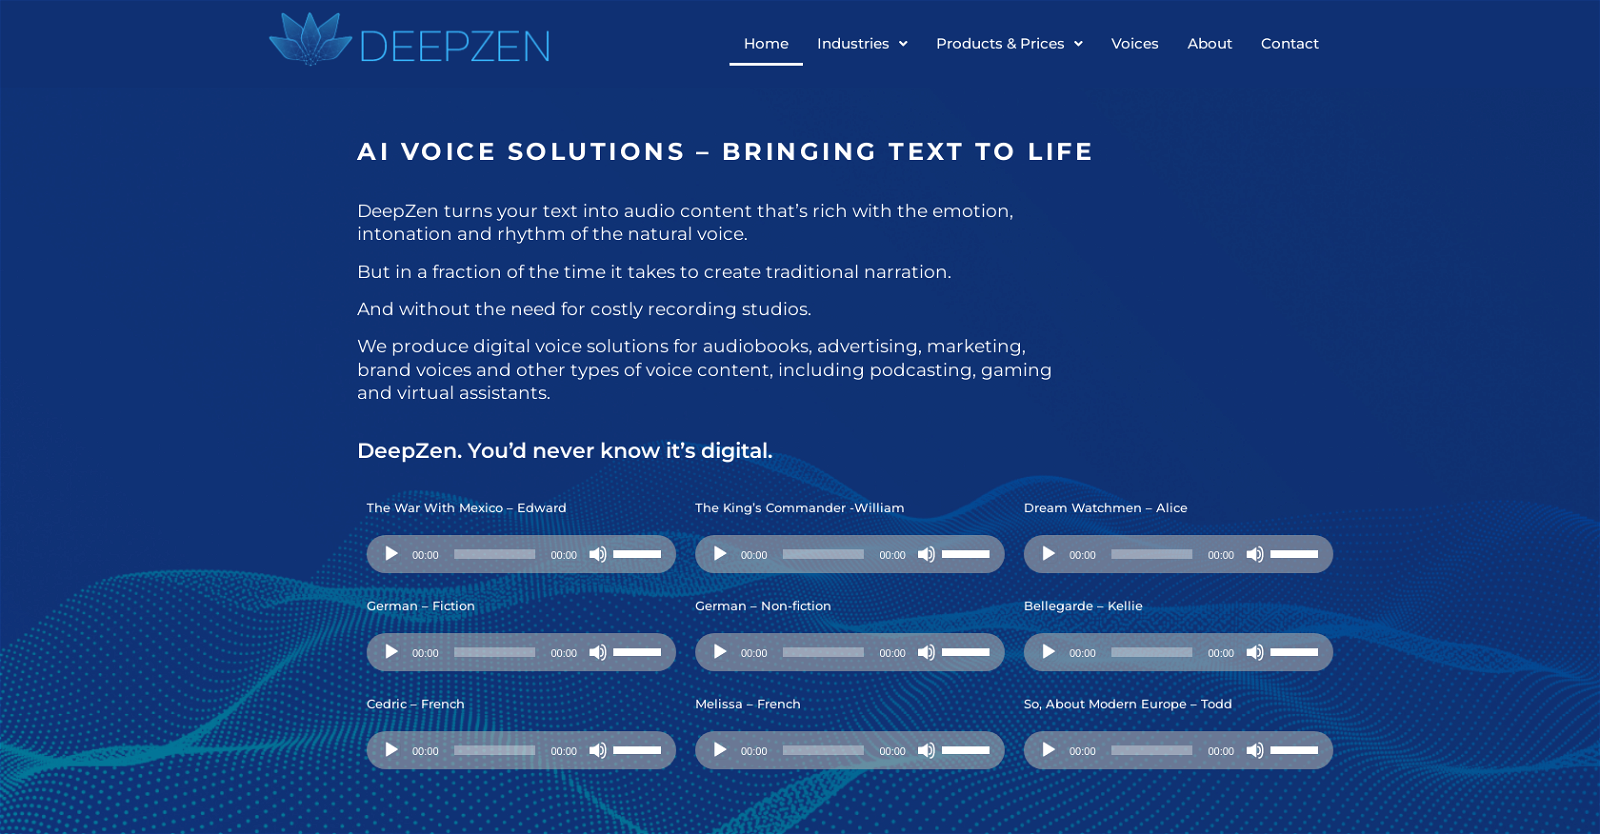 DEEPZEN
Home Industries Products & Prices Voices About Contact
AI VOICE SOLUTIONS – BRINGING TEXT TO LIFE
DeepZen turns your text into audio content that’s rich with the emotion,
intonation and rhythm of the natural voice.
But in a fraction of the time it takes to create traditional narration.
And without the need for costly recording studios.
We produce digital voice solutions for audiobooks, advertising, marketing,
brand voices and other types of voice content, including podcasting, gaming
and virtual assistants.
DeepZen. You’d never know it’s digital.
The War With Mexico – Edward
00:00 00:00
The King’s Commander -William
00:00 00:00
Dream Watchmen – Alice
00:00 00:00
German – Fiction
00:00 00:00
German – Non-fiction
00:00 00:00
Bellegarde – Kellie
00:00 00:00
Cedric – French
00:00 00:00
Melissa – French
00:00 00:00
So, About Modern Europe – Todd
00:00 00:00